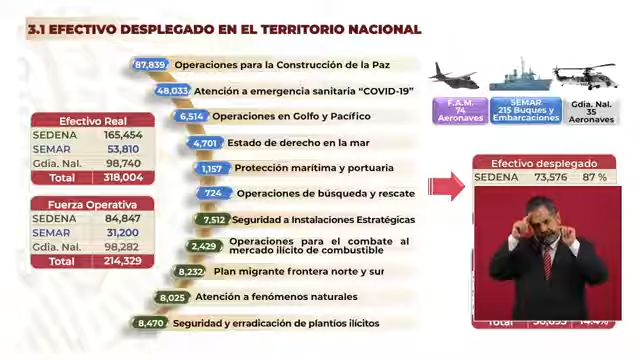 3.1 EFECTIVO DESPLEGADO EN EL TERRITORIO NACIONAL
87,839 Operaciones para la Construcción de la Paz
48,033 Atención a emergencia sanitaria “COVID-19”
6,514 Operaciones en Golfo y Pacífico
4,701 Estado de derecho en la mar
1,157 Protección marítima y portuaria
724 Operaciones de búsqueda y rescate
7,512 Seguridad a Instalaciones Estratégicas
2,429 Operaciones para el combate al
mercado ilícito de combustible
8,232 Plan migrante frontera norte y sur
8,025 Atención a fenómenos naturales
8,470 Seguridad y erradicación de plantíos ilícitos
Efectivo Real
SEDENA 165,454
SEMAR 53,810
Gdia. Nal. 98,740
Total 318,004
Fuerza Operativa
SEDENA 84,847
SEMAR 31,200
Gdia. Nal. 98,282
Total 214,329
F.A.M.
74
Aeronaves
SEMAR
215 Buques y
Embarcaciones
Gdia. Nal.
35
Aeronaves
Efectivo desplegado
SEDENA 73,576 87 %
Total 14.4%